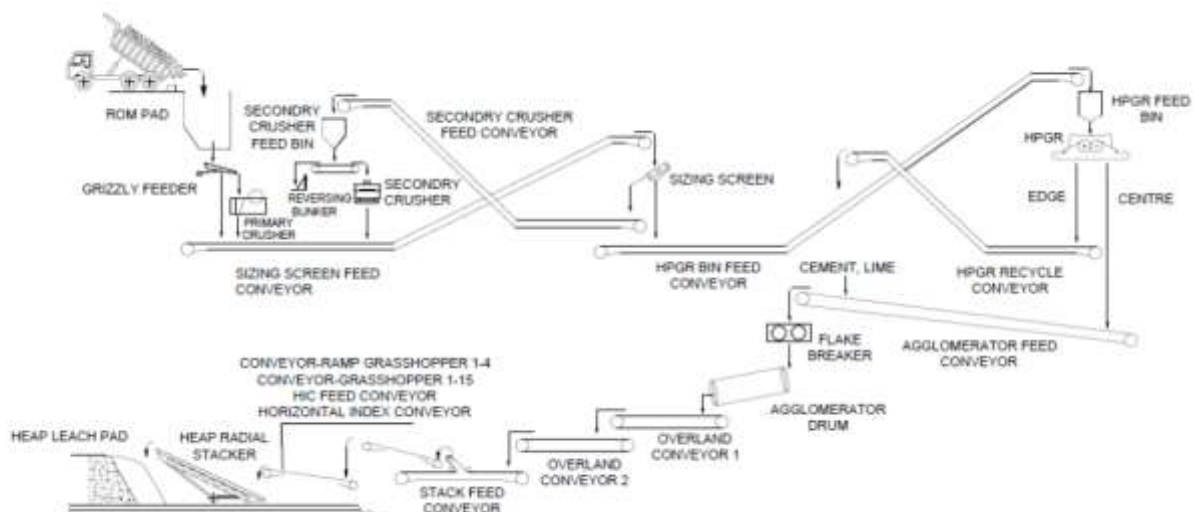 ROM PAD
SECONDRY
CRUSHER
FEED BIN
SECONDRY CRUSHER
FEED CONVEYOR
HPGR FEED
BIN
HPGR
GRIZZLY FEEDER
REVERSING
BUNKER
SECONDRY
CRUSHER
SIZING SCREEN
PRIMARY
CRUSHER
EDGE
CENTRE
SIZING SCREEN FEED
CONVEYOR
HPGR BIN FEED
CONVEYOR
CEMENT, LIME
HPGR RECYCLE
CONVEYOR
FLAKE
BREAKER
AGGLOMERATOR FEED
CONVEYOR
CONVEYOR-RAMP GRASSHOPPER 1-4
CONVEYOR-GRASSHOPPER 1-15
HIC FEED CONVEYOR
HORIZONTAL INDEX CONVEYOR
AGGLOMERATOR
DRUM
HEAP LEACH PAD
HEAP RADIAL
STACKER
OVERLAND
CONVEYOR 1
OVERLAND
CONVEYOR 2
STACK FEED
CONVEYOR